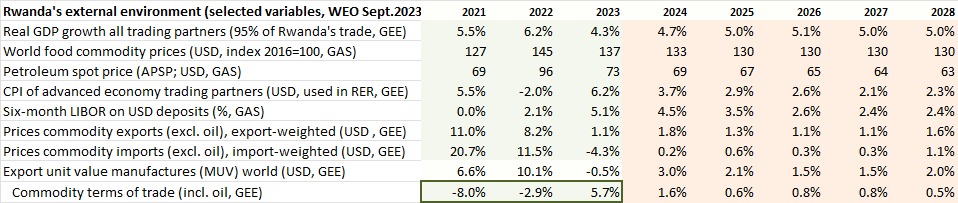 Rwanda's external environment (selected variables, WEO Sept.2023 2021 2022 2023 2024 2025 2026 2027 2028
Real GDP growth all trading partners (95% of Rwanda's trade, GEE) 5.5% 6.2% 4.3% 4.7% 5.0% 5.1% 5.0% 5.0%
World food commodity prices (USD, index 2016=100, GAS) 127 145 137 133 130 130 130 130
Petroleum spot price (APSP; USD, GAS) 69 96 73 69 67 65 64 63
CPI of advanced economy trading partners (USD, used in RER, GEE) 5.5% -2.0% 6.2% 3.7% 2.9% 2.6% 2.1% 2.3%
Six-month LIBOR on USD deposits (%, GAS) 0.0% 2.1% 5.1% 4.5% 3.5% 2.6% 2.4% 2.4%
Prices commodity exports (excl. oil), export-weighted (USD , GEE) 11.0% 8.2% 1.1% 1.8% 1.3% 1.1% 1.1% 1.6%
Prices commodity imports (excl. oil), import-weighted (USD, GEE) 20.7% 11.5% -4.3% 0.2% 0.6% 0.3% 0.3% 1.1%
Export unit value manufactures (MUV) world (USD, GEE) 6.6% 10.1% -0.5% 3.0% 2.1% 1.5% 1.5% 2.0%
Commodity terms of trade (incl. oil, GEE) -8.0% -2.9% 5.7% 1.6% 0.6% 0.8% 0.8% 0.5%